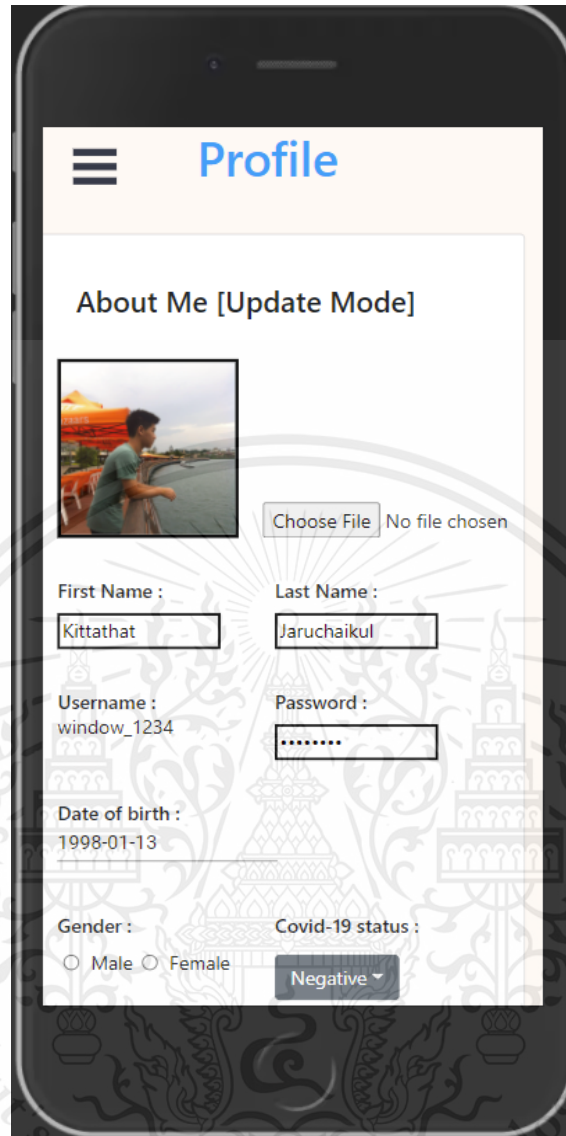 Profile
About Me [Update Mode]
Choose File No file chosen
First Name : Last Name :
Kittathat Jaruchaikul
Username : Password :
window_1234 ••••••••
Date of birth :
1998-01-13
Gender : Covid-19 status :
Male Female Negative